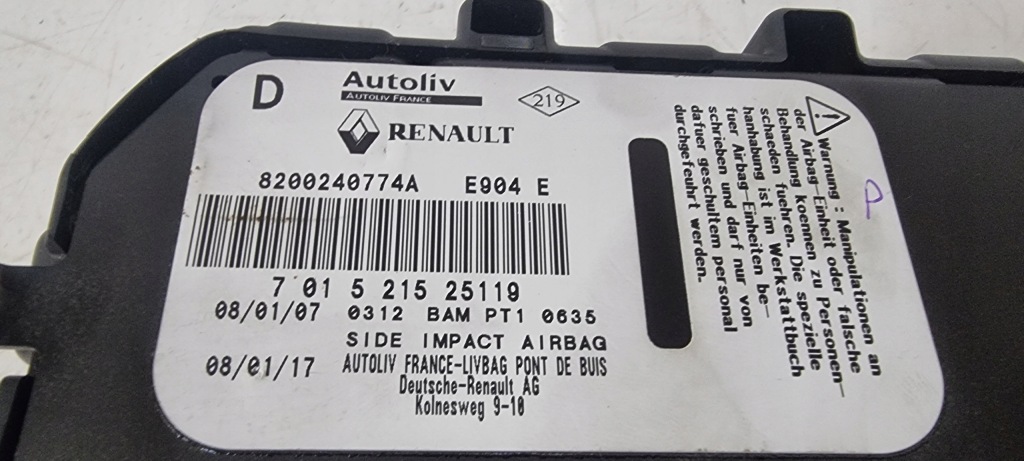 D
Autoliv
AUTOLIV FRANCE
219
RENAULT
8200240774A E904 E
7 01 5 215 25119
08/01/07 0312 BAM PT1 0635
SIDE IMPACT AIRBAG
08/01/17 AUTOLIV FRANCE-LIVBAG PONT DE BUIS
Deutsche-Renault AG
Kolnesweg 9-10
Warnung : Manipulationen an
der Airbag-Einheit oder falsche
Behandlung koennen zu Personen-
schaeden fuehren. Die spezielle
hanhabung ist im Werkstattbuch
fuer Airbag-Einheiten be-
schrieben und darf nur von
dafuer geschultem personal
durchgefeuhrt werden.